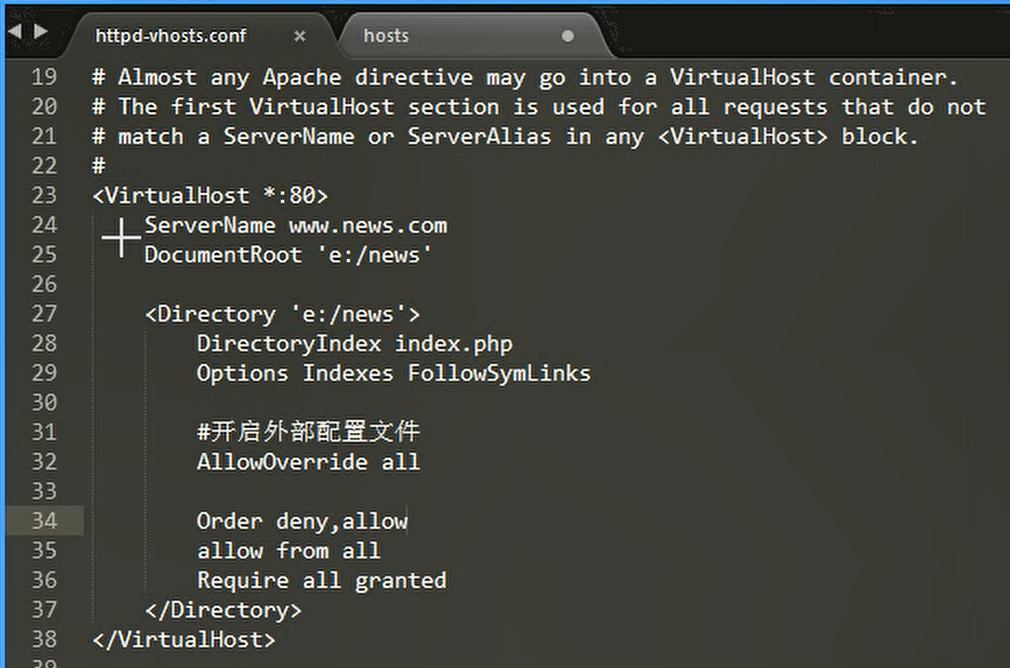 httpd-vhosts.conf × hosts
19 # Almost any Apache directive may go into a VirtualHost container.
20 # The first VirtualHost section is used for all requests that do not
21 # match a ServerName or ServerAlias in any <VirtualHost> block.
22 #
23 <VirtualHost *:80>
24 ServerName www.news.com
25 DocumentRoot 'e:/news'
26
27 <Directory 'e:/news'>
28 DirectoryIndex index.php
29 Options Indexes FollowSymLinks
30
31 #开启外部配置文件
32 AllowOverride all
33
34 Order deny,allow
35 allow from all
36 Require all granted
37 </Directory>
38 </VirtualHost>
39